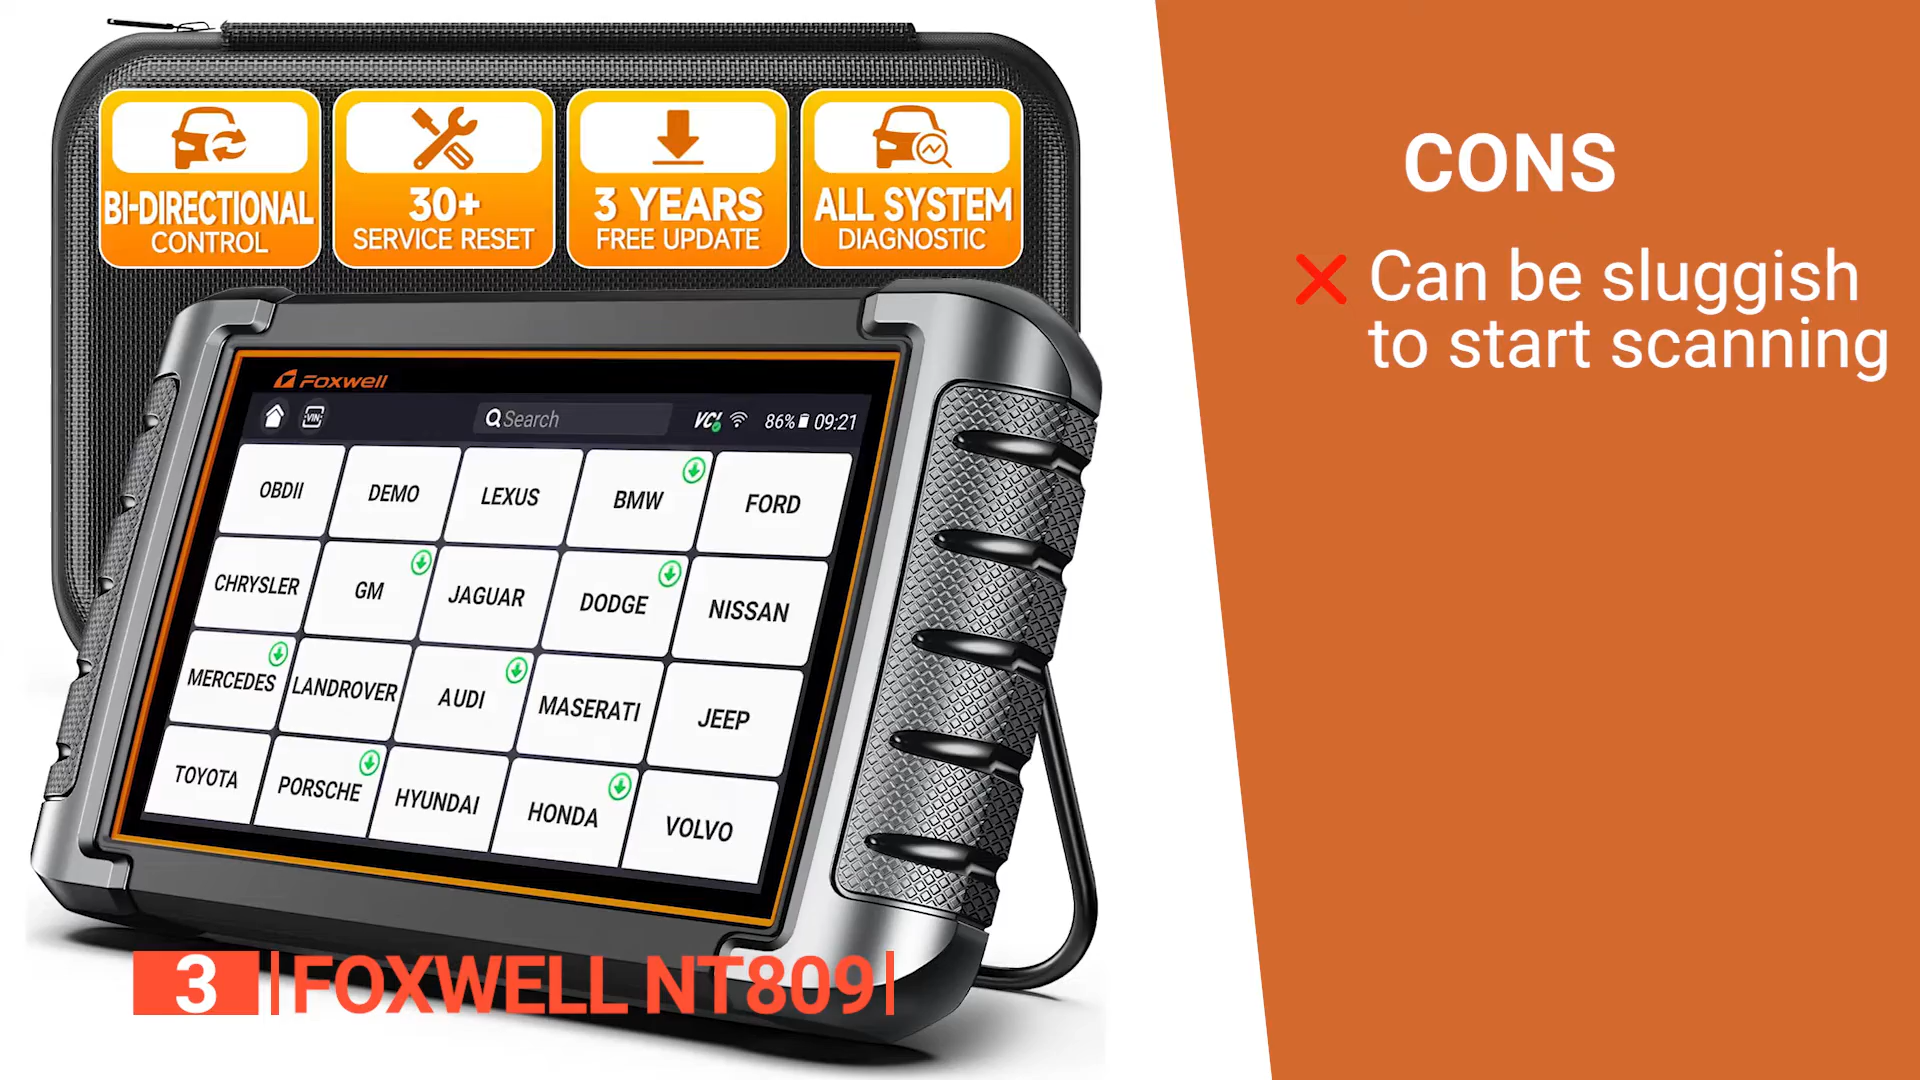 BI-DIRECTIONAL
CONTROL
30+
SERVICE RESET
3 YEARS
FREE UPDATE
ALL SYSTEM
DIAGNOSTIC
CONS
Can be sluggish
to start scanning
Foxwell
VIN
Search
VCI
86% 09:21
OBDII DEMO LEXUS BMW FORD
CHRYSLER GM JAGUAR DODGE NISSAN
MERCEDES LANDROVER AUDI MASERATI JEEP
TOYOTA PORSCHE HYUNDAI HONDA VOLVO
3 FOXWELL NT809